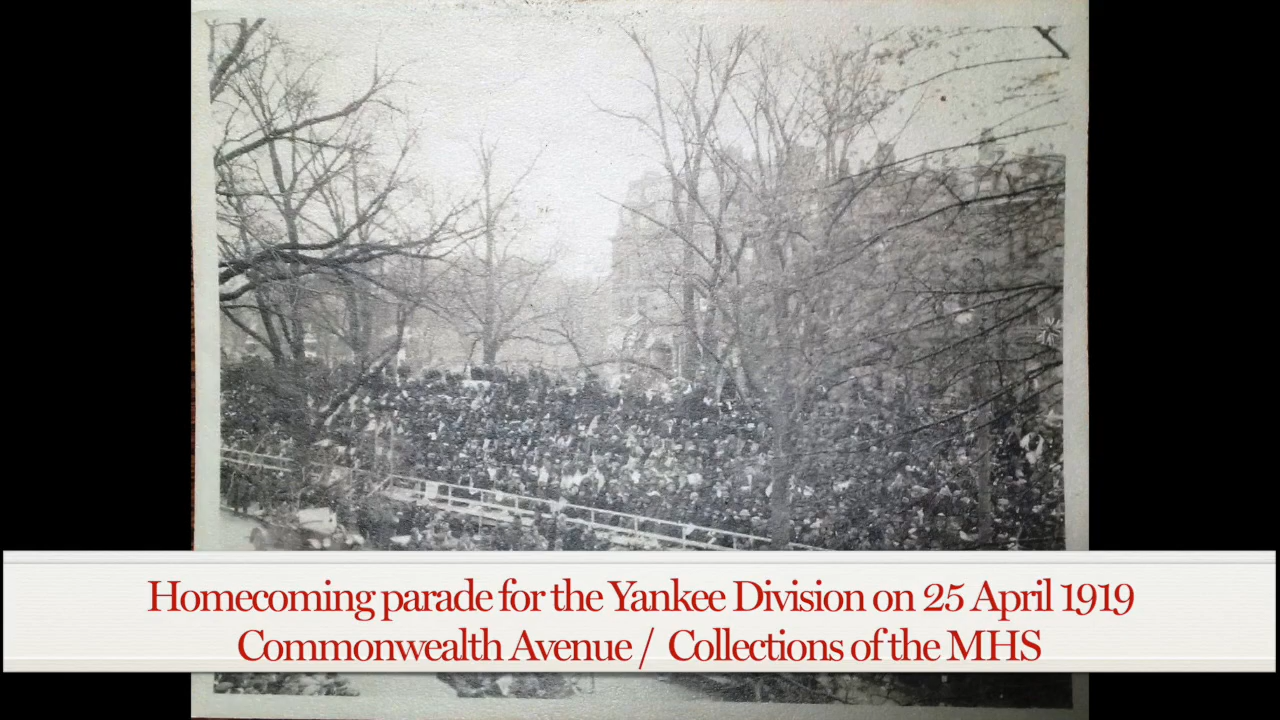 Homecoming parade for the Yankee Division on 25 April 1919
Commonwealth Avenue / Collections of the MHS